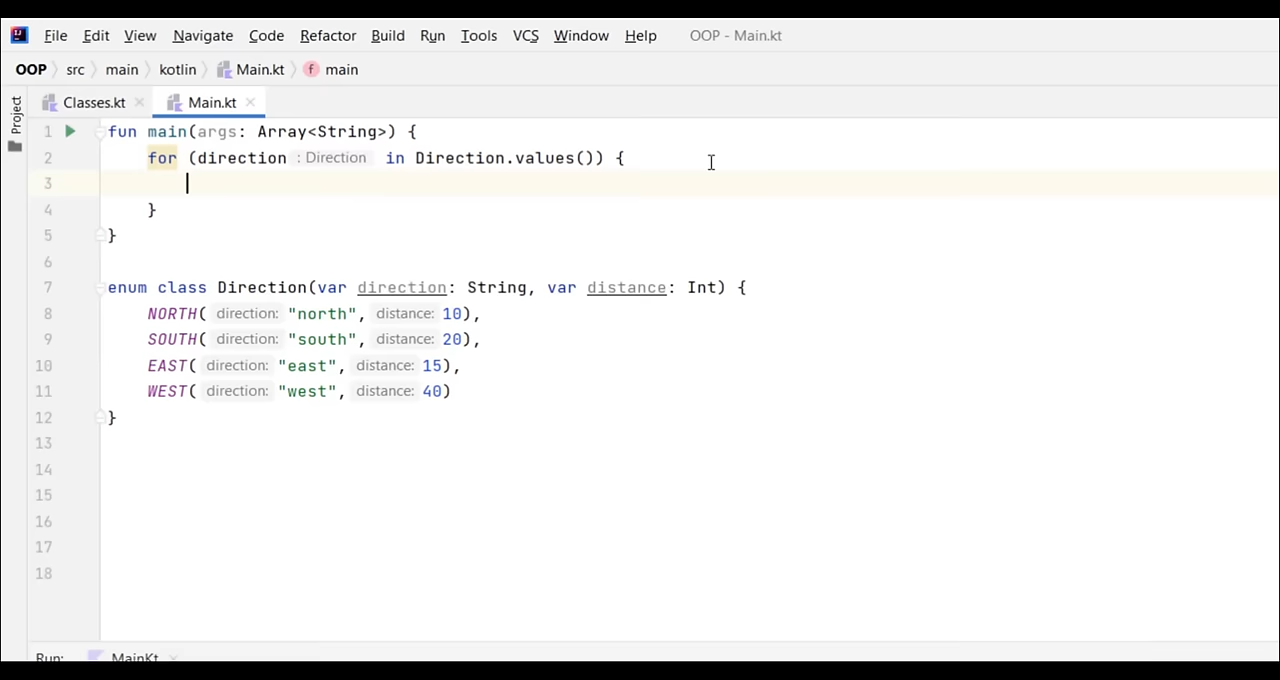 File Edit View Navigate Code Refactor Build Run Tools VCS Window Help OOP - Main.kt
OOP src main kotlin Main.kt f main
Project
Classes.kt Main.kt
1 fun main(args: Array<String>) {
2 for (direction : Direction in Direction.values()) {
3
4 }
5 }
6
7 enum class Direction(var direction: String, var distance: Int) {
8 NORTH( direction: "north", distance: 10),
9 SOUTH( direction: "south", distance: 20),
10 EAST( direction: "east", distance: 15),
11 WEST( direction: "west", distance: 40)
12 }
13
14
15
16
17
18
Run: MainKt